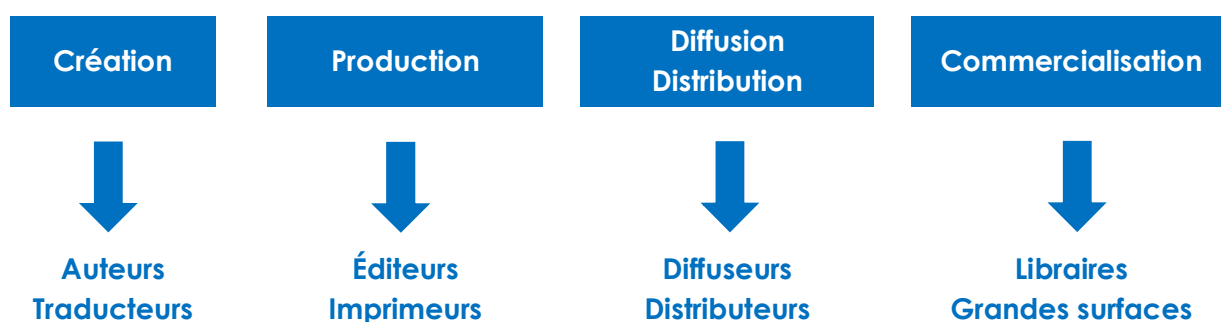 Création
Production
Diffusion
Distribution
Commercialisation
Auteurs
Traducteurs
Éditeurs
Imprimeurs
Diffuseurs
Distributeurs
Libraires
Grandes surfaces